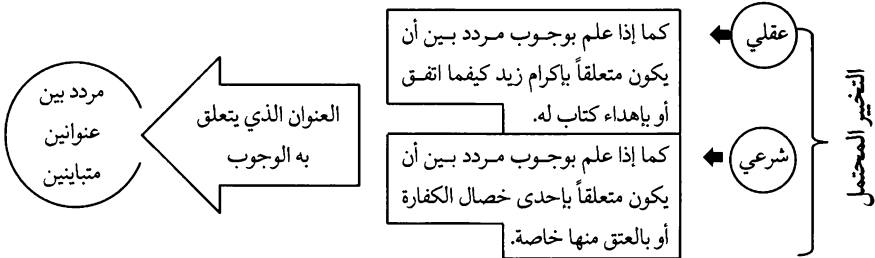 التخيير المحتمل
عقلي
كما إذا علم بوجوب مردد بين أن
يكون متعلقاً بإكرام زيد كيفما اتفق
أو بإهداء كتاب له.
شرعي
كما إذا علم بوجوب مردد بين أن
يكون متعلقاً بإحدى خصال الكفارة
أو بالعتق منها خاصة.
العنوان الذي يتعلق
به الوجوب
مردد بين
عنوانين
متباينين